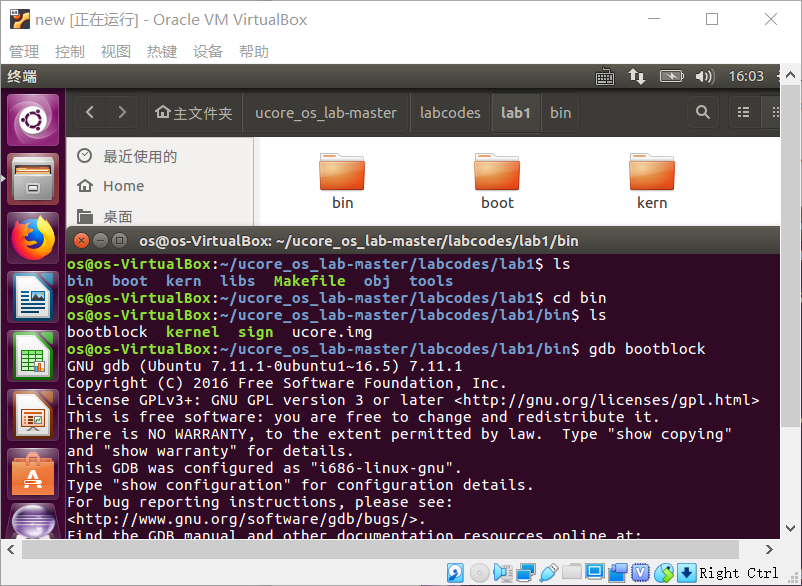 new [正在运行] - Oracle VM VirtualBox
管理 控制 视图 热键 设备 帮助
终端 16:03
主文件夹 ucore_os_lab-master labcodes lab1 bin
最近使用的
Home
桌面
bin boot kern
os@os-VirtualBox: ~/ucore_os_lab-master/labcodes/lab1/bin
os@os-VirtualBox:~/ucore_os_lab-master/labcodes/lab1$ ls
bin boot kern libs Makefile obj tools
os@os-VirtualBox:~/ucore_os_lab-master/labcodes/lab1$ cd bin
os@os-VirtualBox:~/ucore_os_lab-master/labcodes/lab1/bin$ ls
bootblock kernel sign ucore.img
os@os-VirtualBox:~/ucore_os_lab-master/labcodes/lab1/bin$ gdb bootblock
GNU gdb (Ubuntu 7.11.1-0ubuntu1~16.5) 7.11.1
Copyright (C) 2016 Free Software Foundation, Inc.
License GPLv3+: GNU GPL version 3 or later <http://gnu.org/licenses/gpl.html>
This is free software: you are free to change and redistribute it.
There is NO WARRANTY, to the extent permitted by law.  Type "show copying"
and "show warranty" for details.
This GDB was configured as "i686-linux-gnu".
Type "show configuration" for configuration details.
For bug reporting instructions, please see:
<http://www.gnu.org/software/gdb/bugs/>.
Find the GDB manual and other documentation resources online at:
Right Ctrl